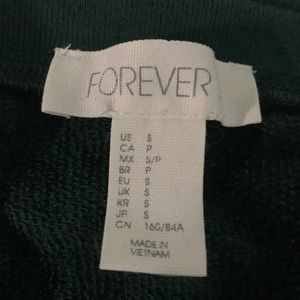 FOREVER
US S
CA P
MX S/P
BR P
EU S
UK S
KR S
JP S
CN 160/84A
MADE IN
VIETNAM